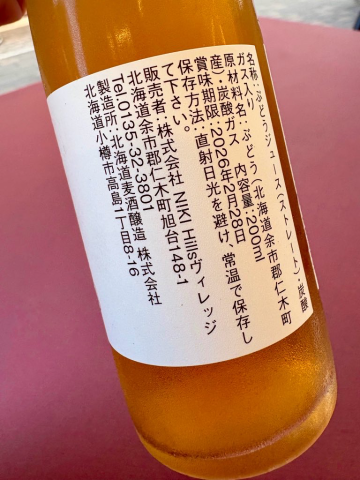 名称:ぶどうジュース(ストレート)・炭酸
ガス入り
原材料名:ぶどう(北海道余市郡仁木町
産)・炭酸ガス 内容量:200ml
賞味期限:2026年2月28日
保存方法:直射日光を避け、常温で保存し
て下さい。
販売者:株式会社 NIKI Hillsヴィレッジ
北海道余市郡仁木町旭台148-1
Tel:0135-32-3801
製造所:北海道麦酒醸造 株式会社
北海道小樽市高島1丁目8-16